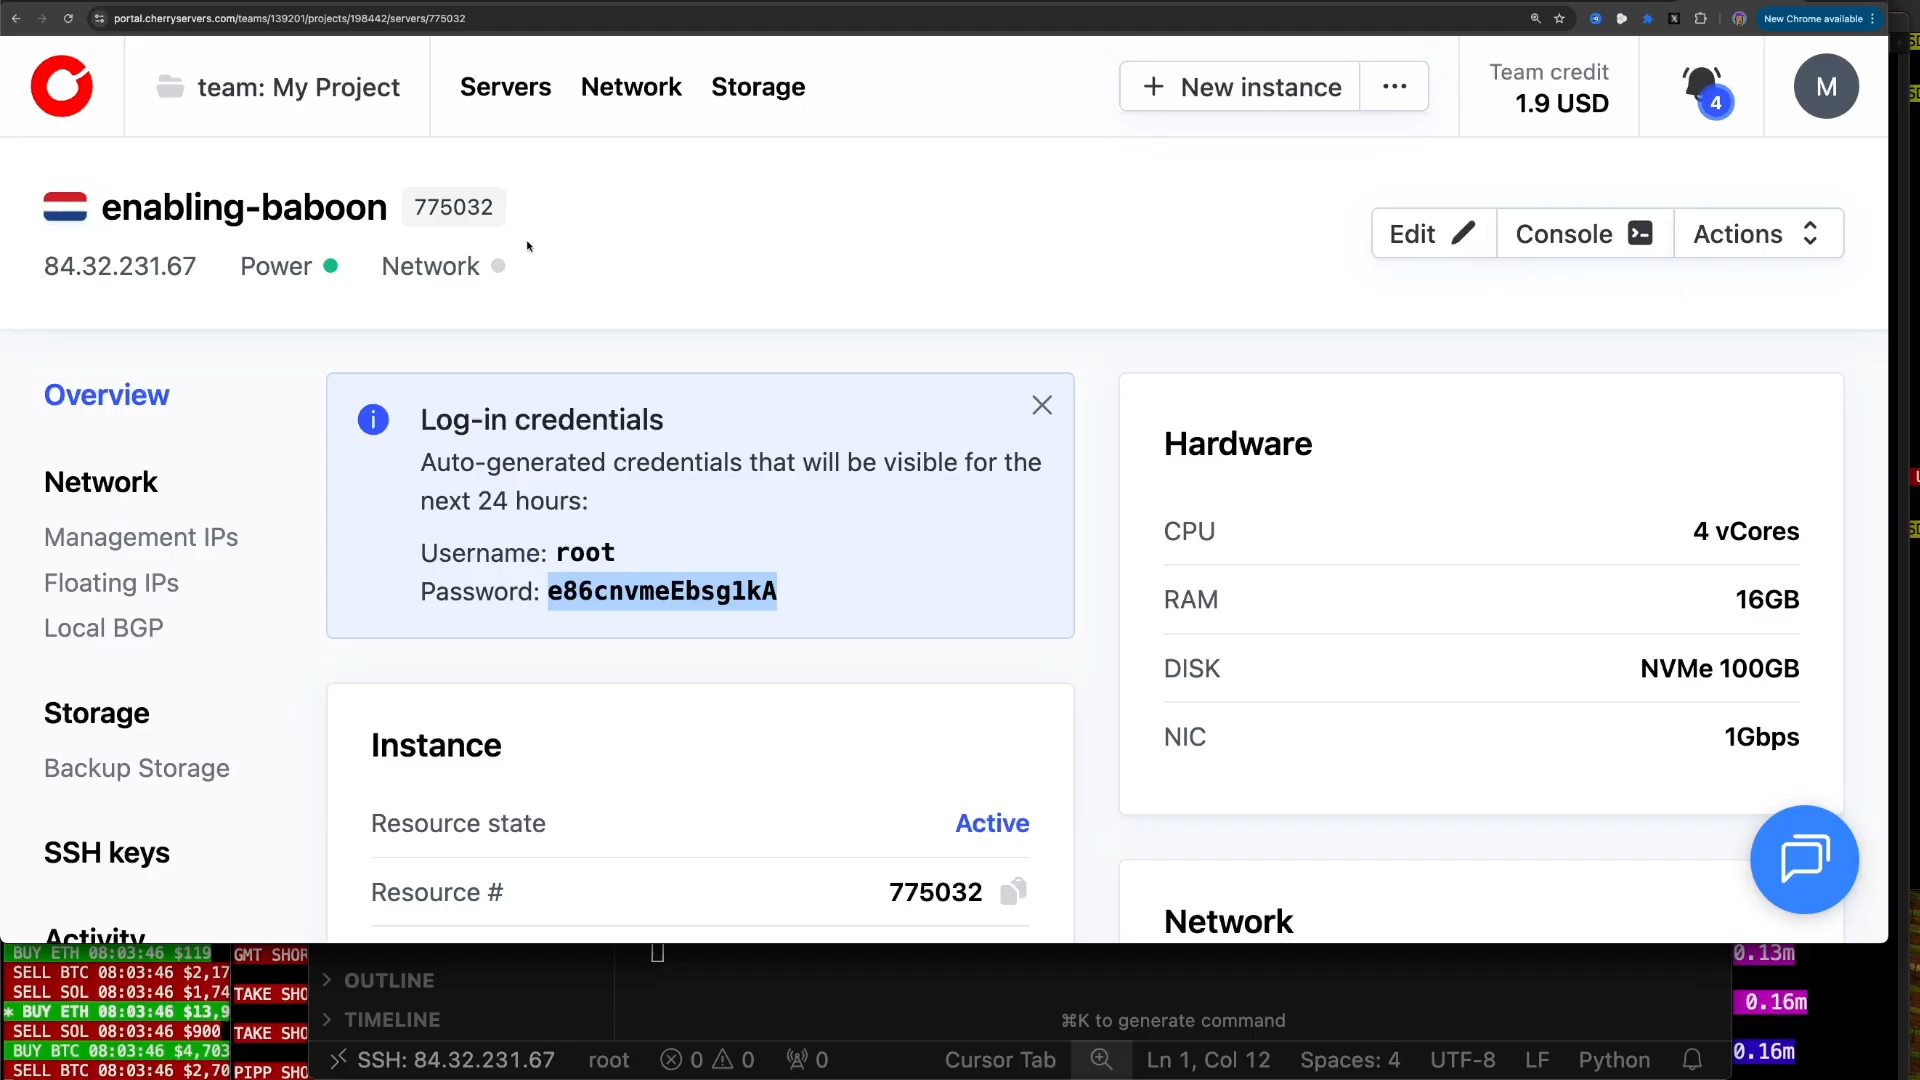 portal.cherryservers.com/teams/139201/projects/198442/servers/775032
New Chrome available
team: My Project
Servers
Network
Storage
+ New instance
Team credit
1.9 USD
4
M
enabling-baboon
775032
84.32.231.67
Power
Network
Edit
Console
Actions
Overview
Network
Management IPs
Floating IPs
Local BGP
Storage
Backup Storage
SSH keys
Activity
Log-in credentials
Auto-generated credentials that will be visible for the
next 24 hours:
Username: root
Password: e86cnvmeEbsg1kA
Instance
Resource state Active
Resource # 775032
Hardware
CPU 4 vCores
RAM 16GB
DISK NVMe 100GB
NIC 1Gbps
Network
BUY ETH 08:03:46 $119
SELL BTC 08:03:46 $2,17
SELL SOL 08:03:46 $1,74
* BUY ETH 08:03:46 $13,9
SELL SOL 08:03:46 $900
BUY BTC 08:03:46 $4,703
SELL BTC 08:03:46 $2,70
GMT SHOR
TAKE SHO
TAKE SHO
PIPP SHO
OUTLINE
TIMELINE
⌘K to generate command
SSH: 84.32.231.67 root 0 0 0 Cursor Tab Ln 1, Col 12 Spaces: 4 UTF-8 LF Python
0.13m
0.16m
0.16m